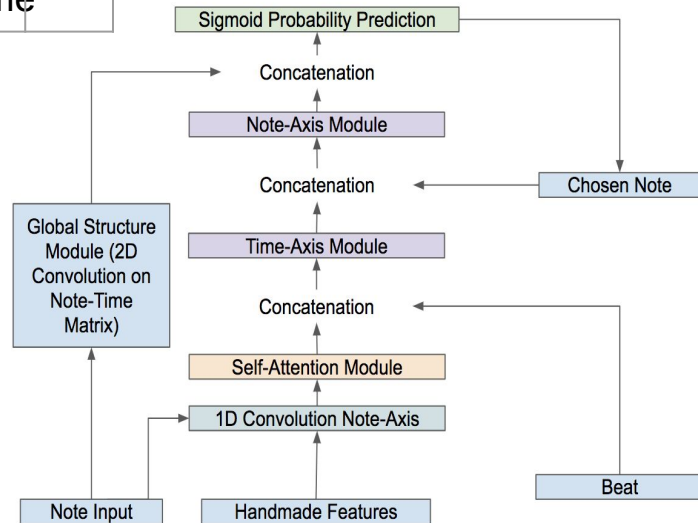 Sigmoid Probability Prediction
Concatenation
Note-Axis Module
Concatenation
Chosen Note
Global Structure
Module (2D
Convolution on
Note-Time
Matrix)
Time-Axis Module
Concatenation
Self-Attention Module
1D Convolution Note-Axis
Beat
Note Input
Handmade Features